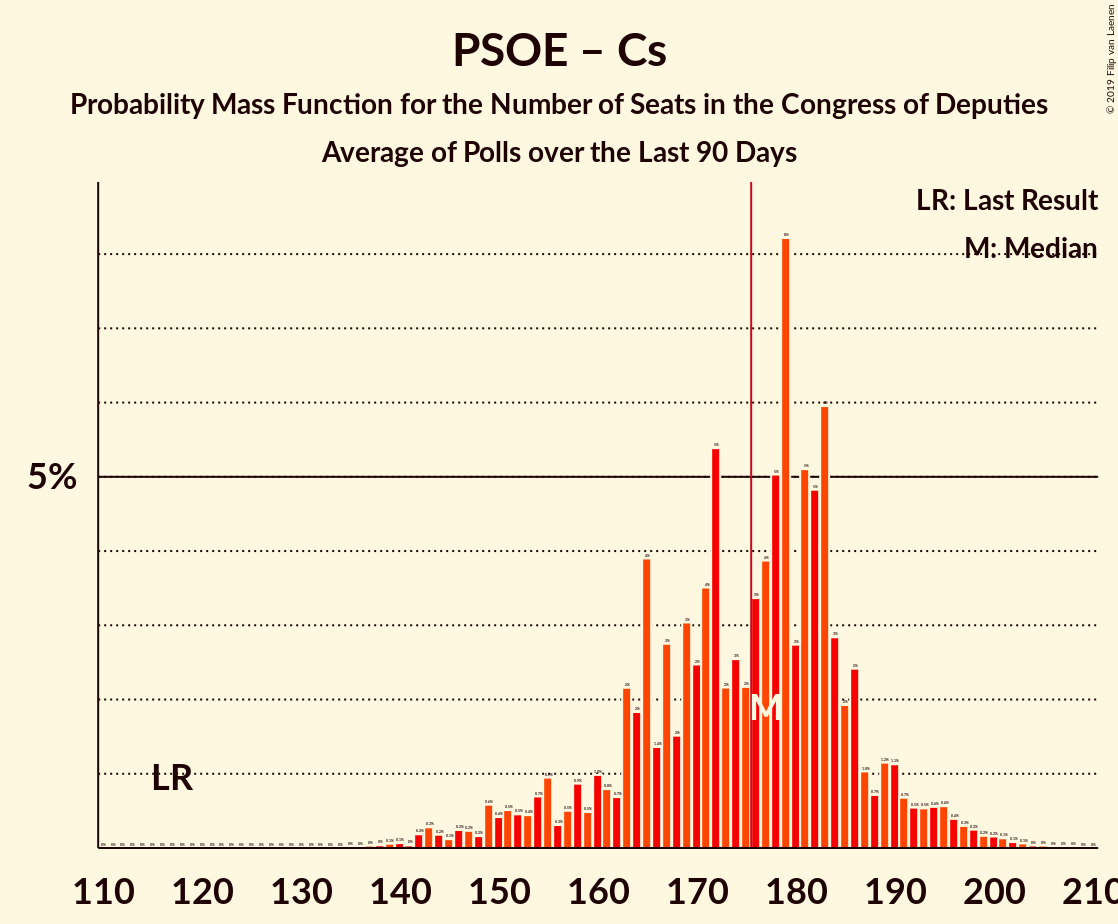 PSOE – Cs
Probability Mass Function for the Number of Seats in the Congress of Deputies
Average of Polls over the Last 90 Days
© 2019 Filip van Laenen
LR: Last Result
M: Median
5%
LR
M
110 120 130 140 150 160 170 180 190 200 210